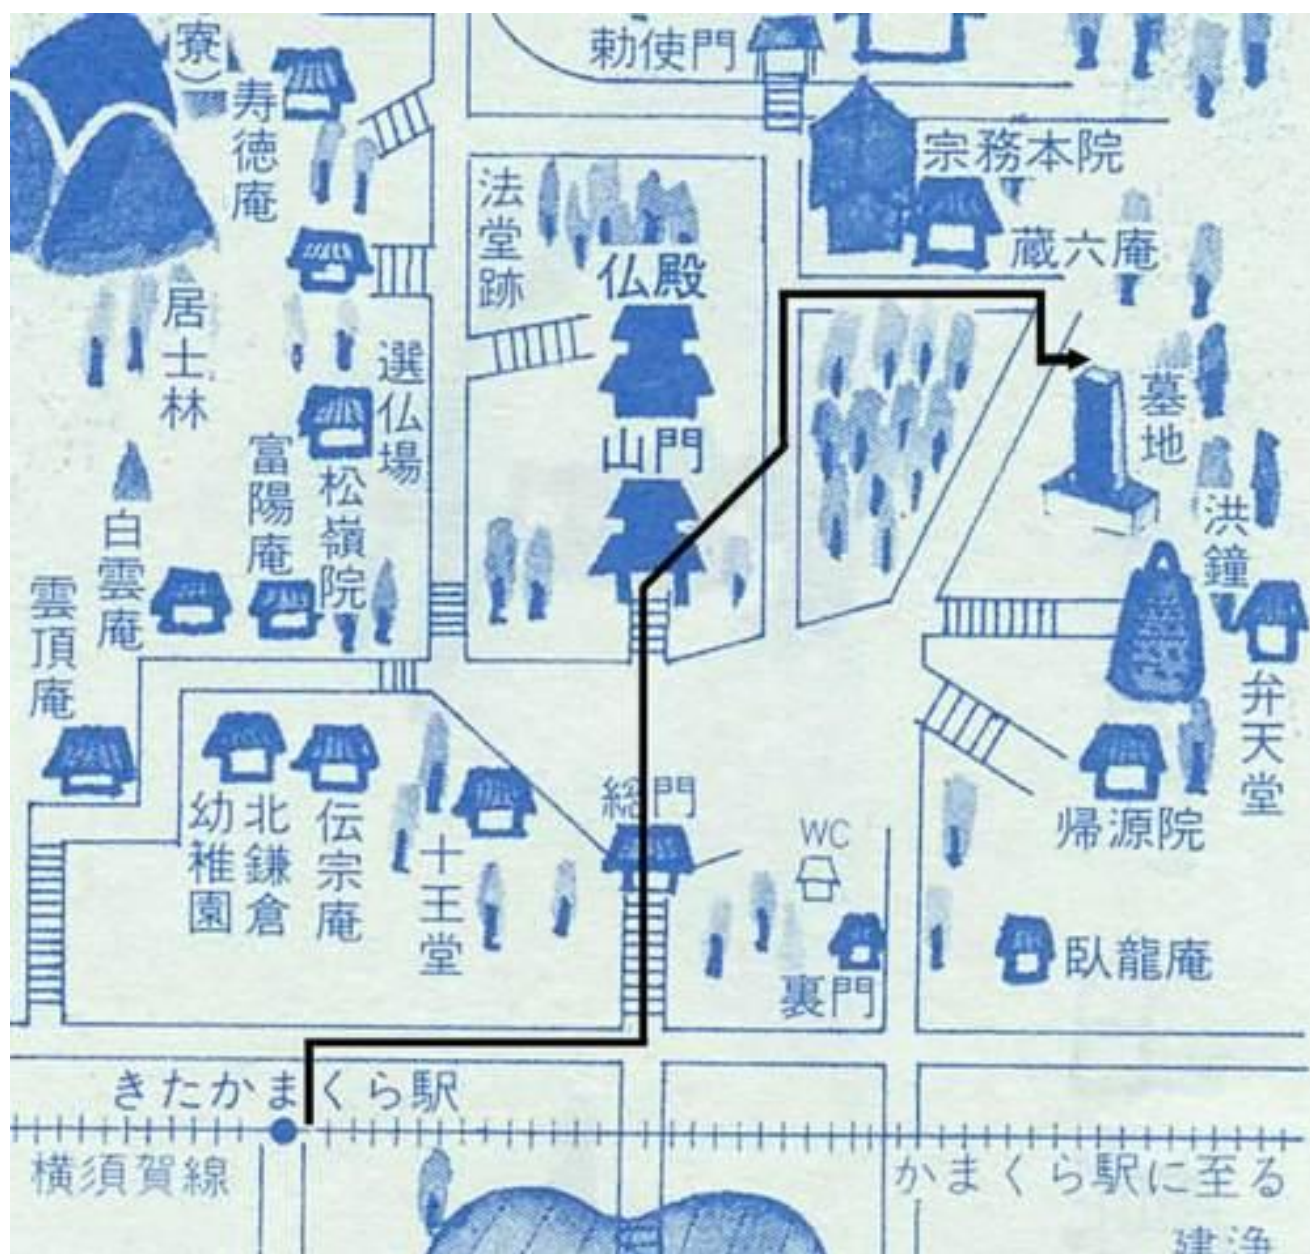 勅使門
寮)
寿徳庵
宗務本院
法堂跡
蔵六庵
仏殿
居士林
選仏場
墓地
山門
富陽庵
松嶺院
洪鐘
白雲庵
雲頂庵
弁天堂
総門
北鎌倉
幼稚園
伝宗庵
十王堂
WC
帰源院
裏門
臥龍庵
きたかまくら駅
横須賀線
かまくら駅に至る